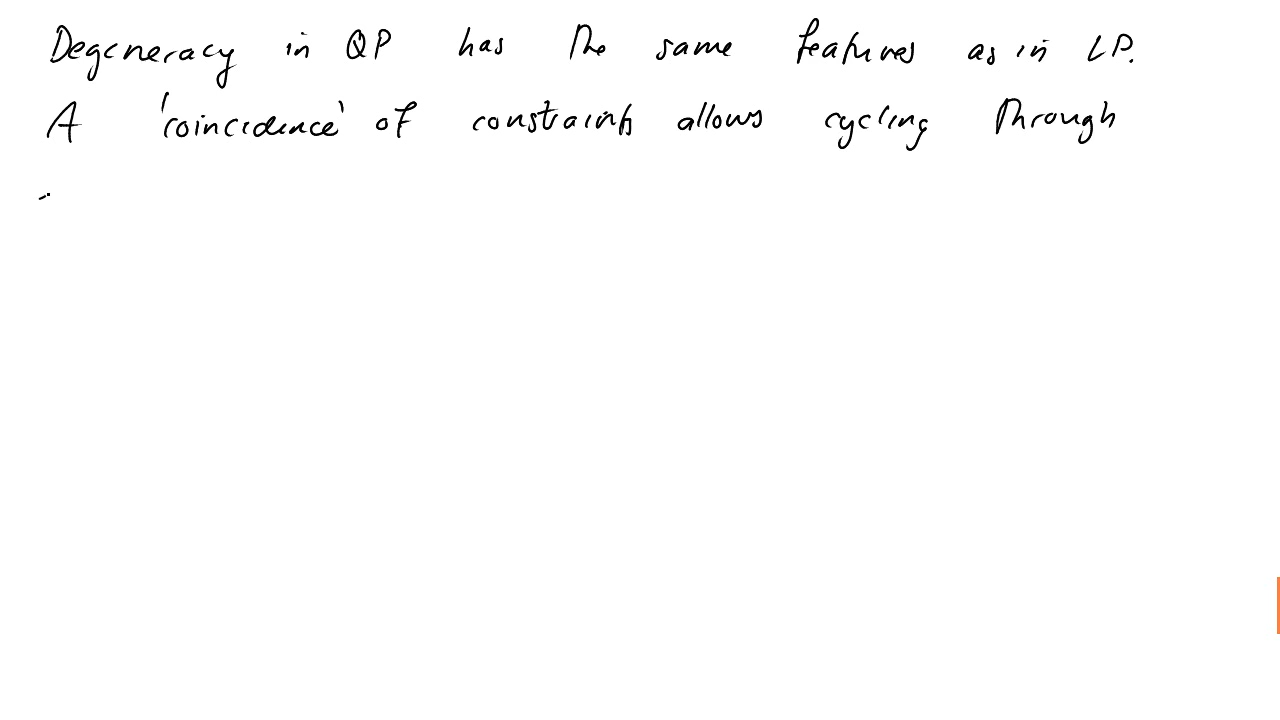 Degeneracy in QP has the same features as in LP.
A 'coincidence' of constraints allows cycling through